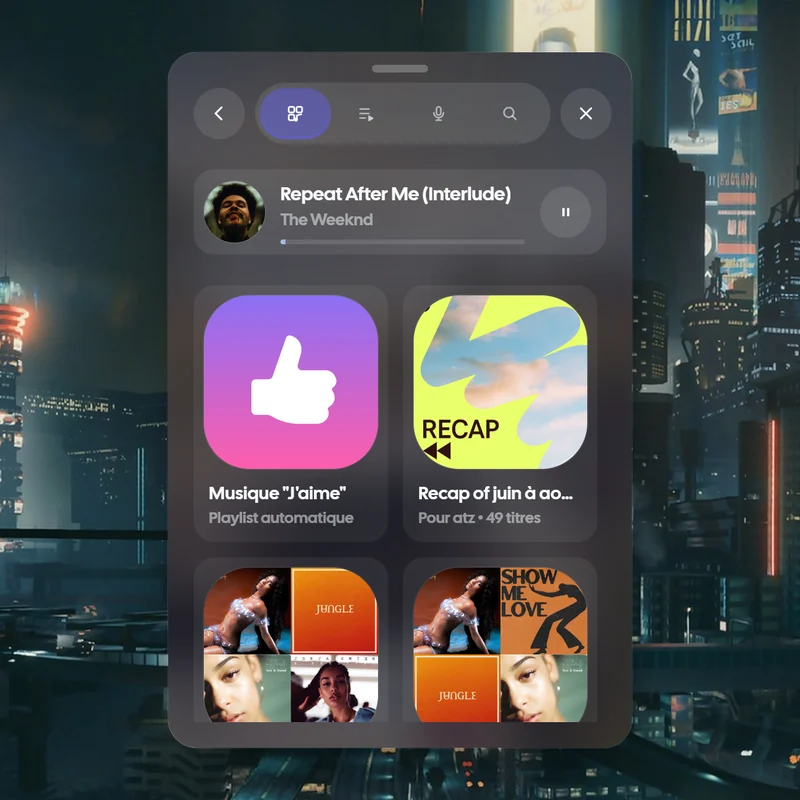 Repeat After Me (Interlude)
The Weeknd
RECAP
Musique "J'aime"
Playlist automatique
Recap of juin à ao...
Pour atz • 49 titres
JUNGLE
SHOW
ME
LOVE
JUNGLE